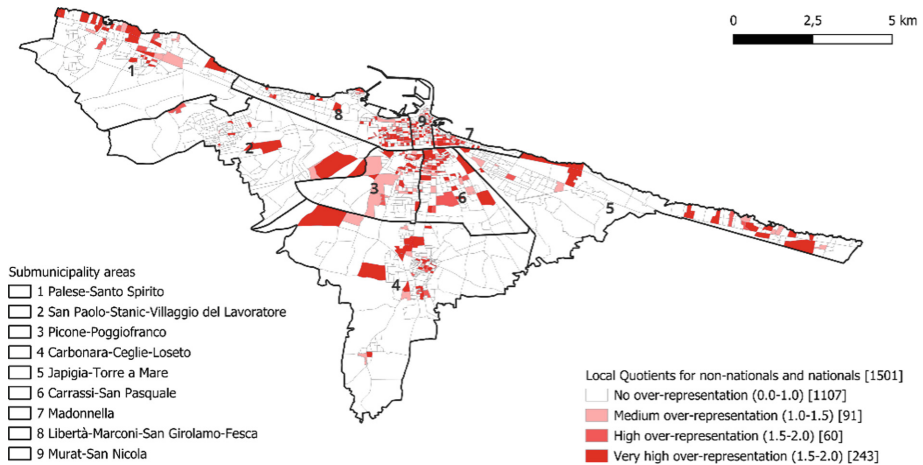 0 2,5 5 km
1
8
9
7
2
3
6
5
4
Submunicipality areas
1 Palese-Santo Spirito
2 San Paolo-Stanic-Villaggio del Lavoratore
3 Picone-Poggiofranco
4 Carbonara-Ceglie-Loseto
5 Japigia-Torre a Mare
6 Carrassi-San Pasquale
7 Madonnella
8 Libertà-Marconi-San Girolamo-Fesca
9 Murat-San Nicola
Local Quotients for non-nationals and nationals [1501]
No over-representation (0.0-1.0) [1107]
Medium over-representation (1.0-1.5) [91]
High over-representation (1.5-2.0) [60]
Very high over-representation (1.5-2.0) [243]